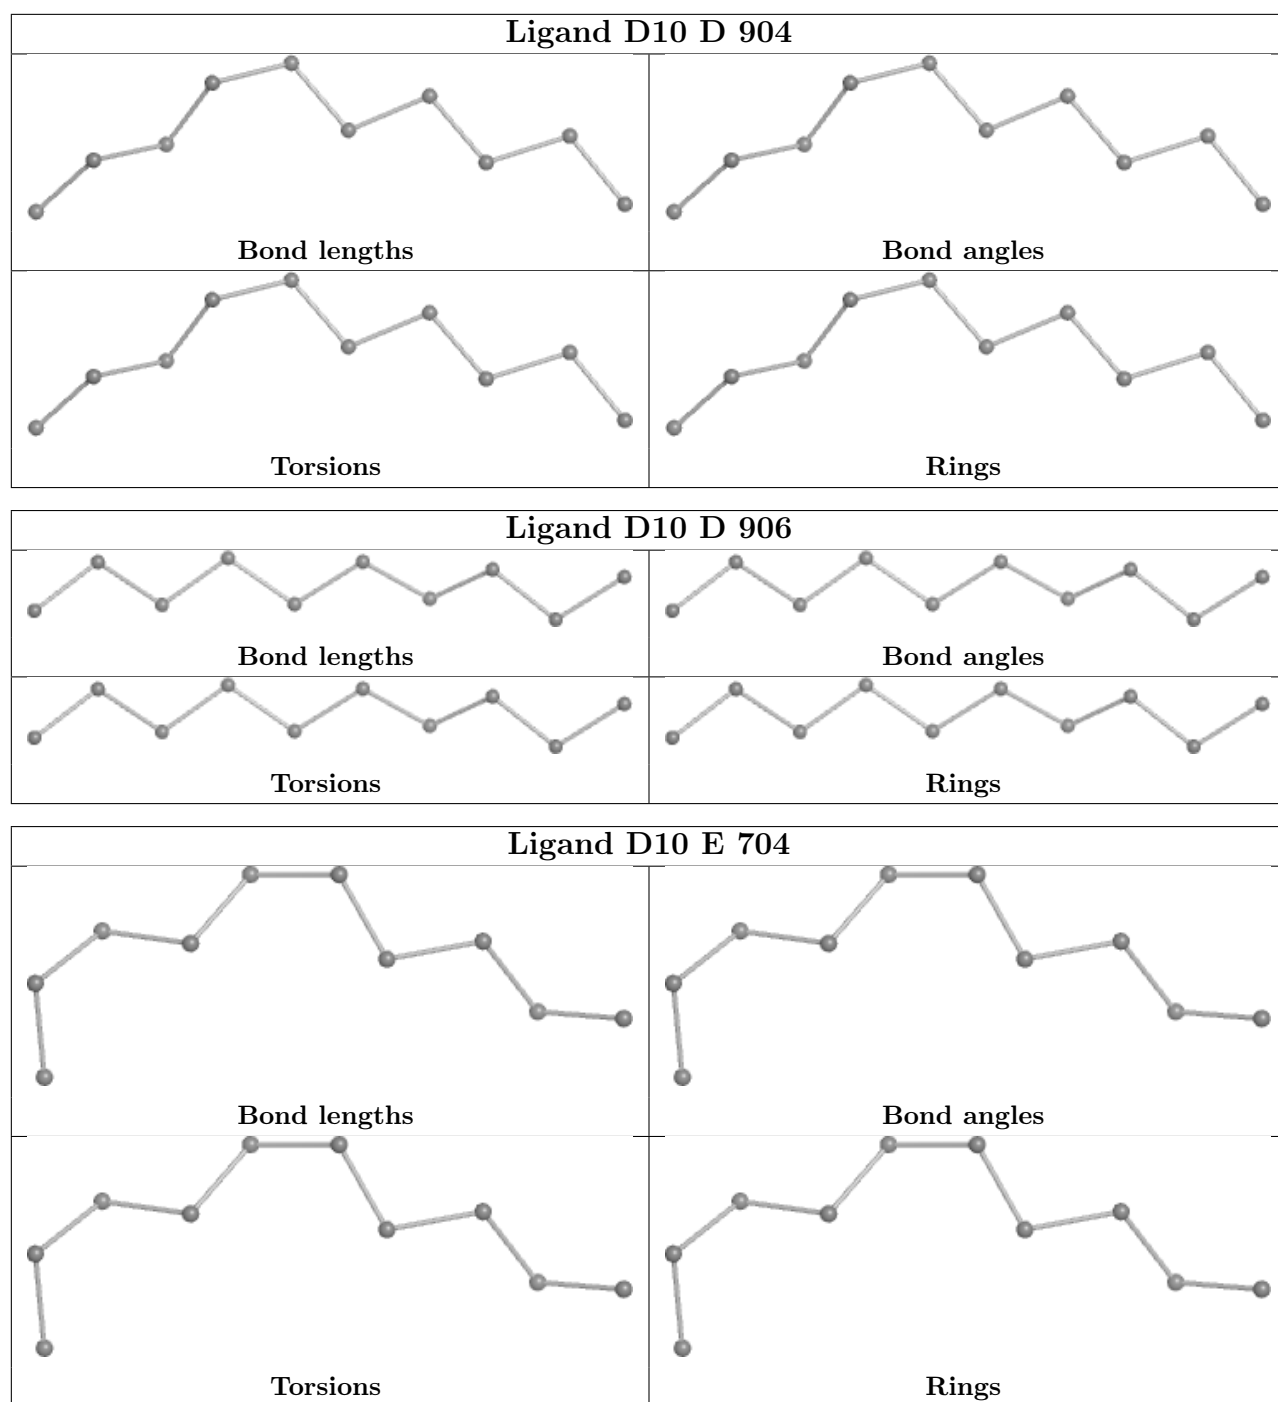 Ligand D10 D 904
Bond lengths
Bond angles
Torsions
Rings
Ligand D10 D 906
Bond lengths
Bond angles
Torsions
Rings
Ligand D10 E 704
Bond lengths
Bond angles
Torsions
Rings